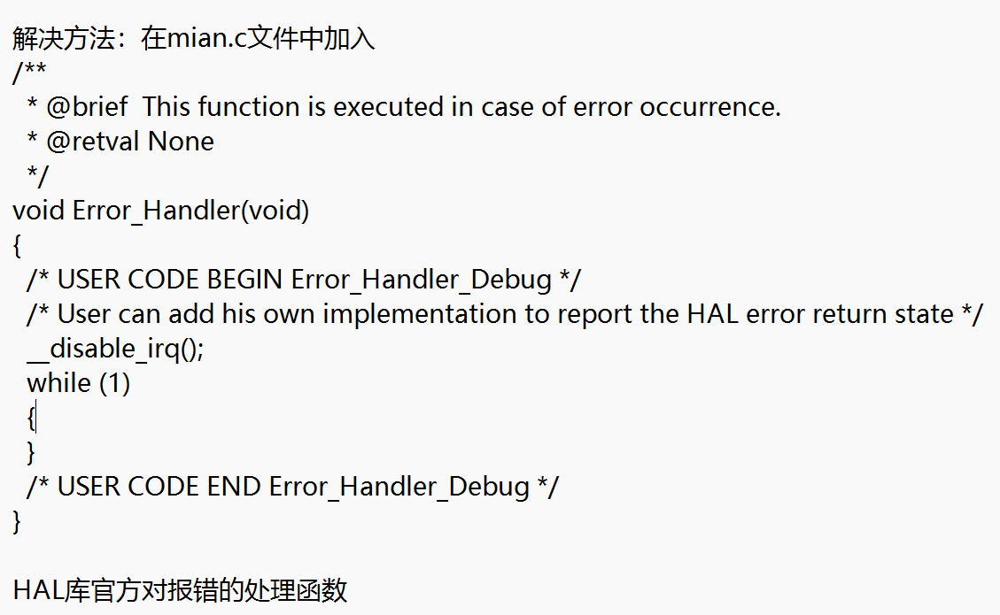 解决方法：在mian.c文件中加入
/**
  * @brief  This function is executed in case of error occurrence.
  * @retval None
  */
void Error_Handler(void)
{
  /* USER CODE BEGIN Error_Handler_Debug */
  /* User can add his own implementation to report the HAL error return state */
  __disable_irq();
  while (1)
  {
  }
  /* USER CODE END Error_Handler_Debug */
}
HAL库官方对报错的处理函数